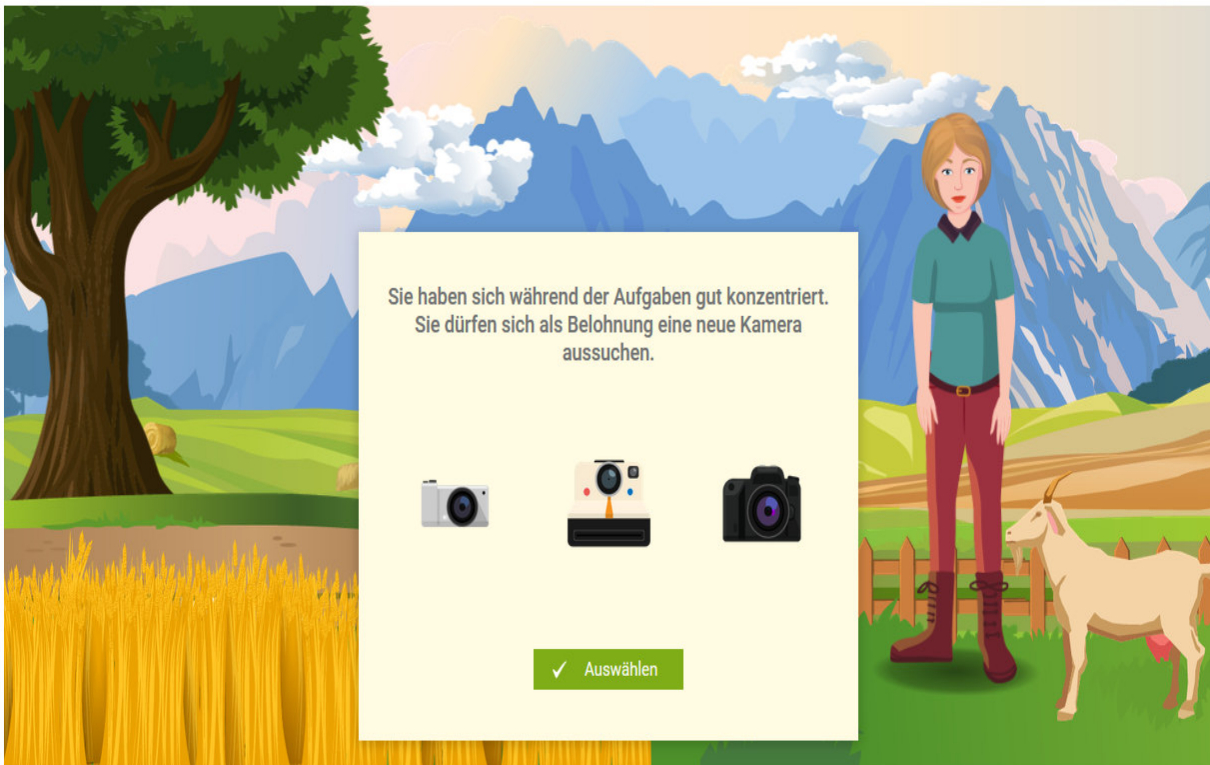 Sie haben sich während der Aufgaben gut konzentriert.
Sie dürfen sich als Belohnung eine neue Kamera
aussuchen.
Auswählen